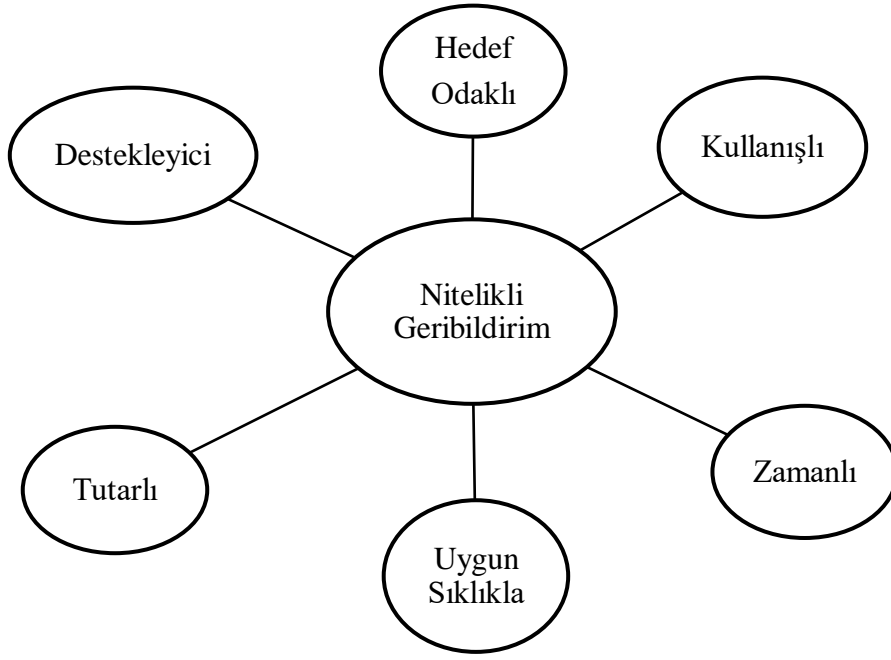 Hedef
Odaklı
Destekleyici
Kullanışlı
Nitelikli
Geribildirim
Tutarlı
Zamanlı
Uygun
Sıklıkla